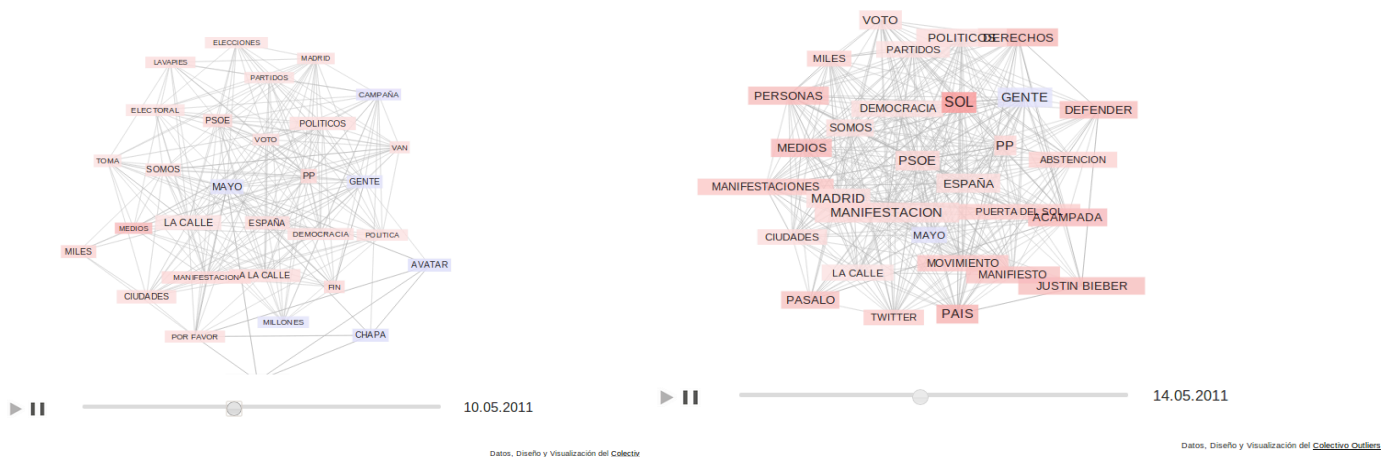 ELECCIONES
LAVAPIES
MADRID
PARTIDOS
CAMPAÑA
ELECTORAL
PSOE
POLITICOS
VOTO
VAN
TOMA
SOMOS
PP
MAYO
GENTE
LA CALLE
ESPAÑA
MEDIOS
DEMOCRACIA
POLITICA
MILES
AVATAR
MANIFESTACION
A LA CALLE
FIN
CIUDADES
MILLONES
POR FAVOR
CHAPA
10.05.2011
Datos, Diseño y Visualización del Colectiv
VOTO
POLITICOS
DERECHOS
PARTIDOS
MILES
PERSONAS
SOL
GENTE
DEMOCRACIA
DEFENDER
SOMOS
MEDIOS
PP
PSOE
ABSTENCION
MANIFESTACIONES
ESPAÑA
MADRID
MANIFESTACION
PUERTA DEL SOL
ACAMPADA
CIUDADES
MAYO
MOVIMIENTO
LA CALLE
MANIFIESTO
JUSTIN BIEBER
PASALO
TWITTER
PAIS
14.05.2011
Datos, Diseño y Visualización del Colectivo Outliers